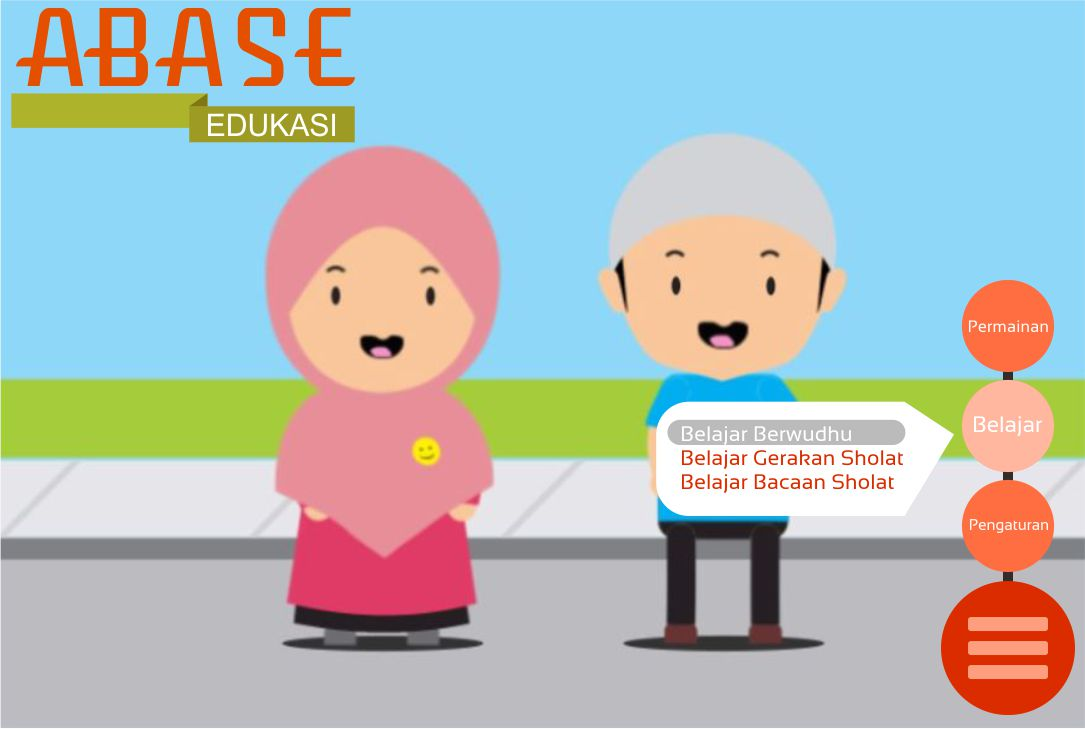 ABASE
EDUKASI
Permainan
Belajar
Belajar Berwudhu
Belajar Gerakan Sholat
Belajar Bacaan Sholat
Pengaturan